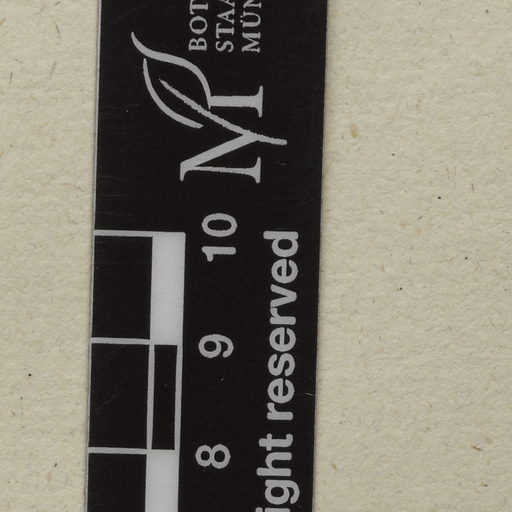 BOT
STAA
MÜN
M
10
9
8
ight reserved